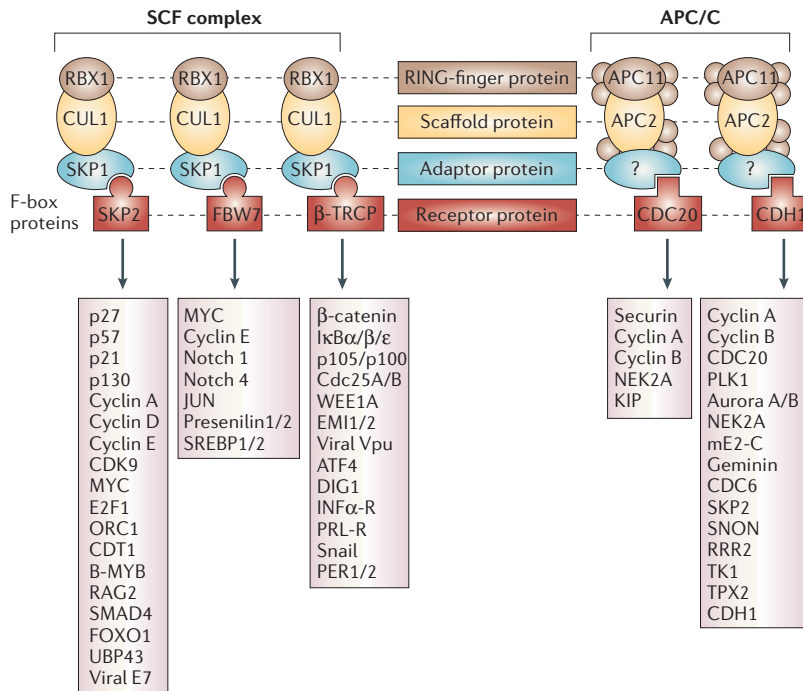 SCF complex
APC/C
RBX1
RBX1
RBX1
RING-finger protein
APC11
APC11
CUL1
CUL1
CUL1
Scaffold protein
APC2
APC2
SKP1
SKP1
SKP1
Adaptor protein
?
?
F-box
proteins
SKP2
FBW7
β-TRCP
Receptor protein
CDC20
CDH1
p27
p57
p21
p130
Cyclin A
Cyclin D
Cyclin E
CDK9
MYC
E2F1
ORC1
CDT1
B-MYB
RAG2
SMAD4
FOXO1
UBP43
Viral E7
MYC
Cyclin E
Notch 1
Notch 4
JUN
Presenilin1/2
SREBP1/2
β-catenin
IκBα/β/ε
p105/p100
Cdc25A/B
WEE1A
EMI1/2
Viral Vpu
ATF4
DIG1
INFα-R
PRL-R
Snail
PER1/2
Securin
Cyclin A
Cyclin B
NEK2A
KIP
Cyclin A
Cyclin B
CDC20
PLK1
Aurora A/B
NEK2A
mE2-C
Geminin
CDC6
SKP2
SNON
RRR2
TK1
TPX2
CDH1